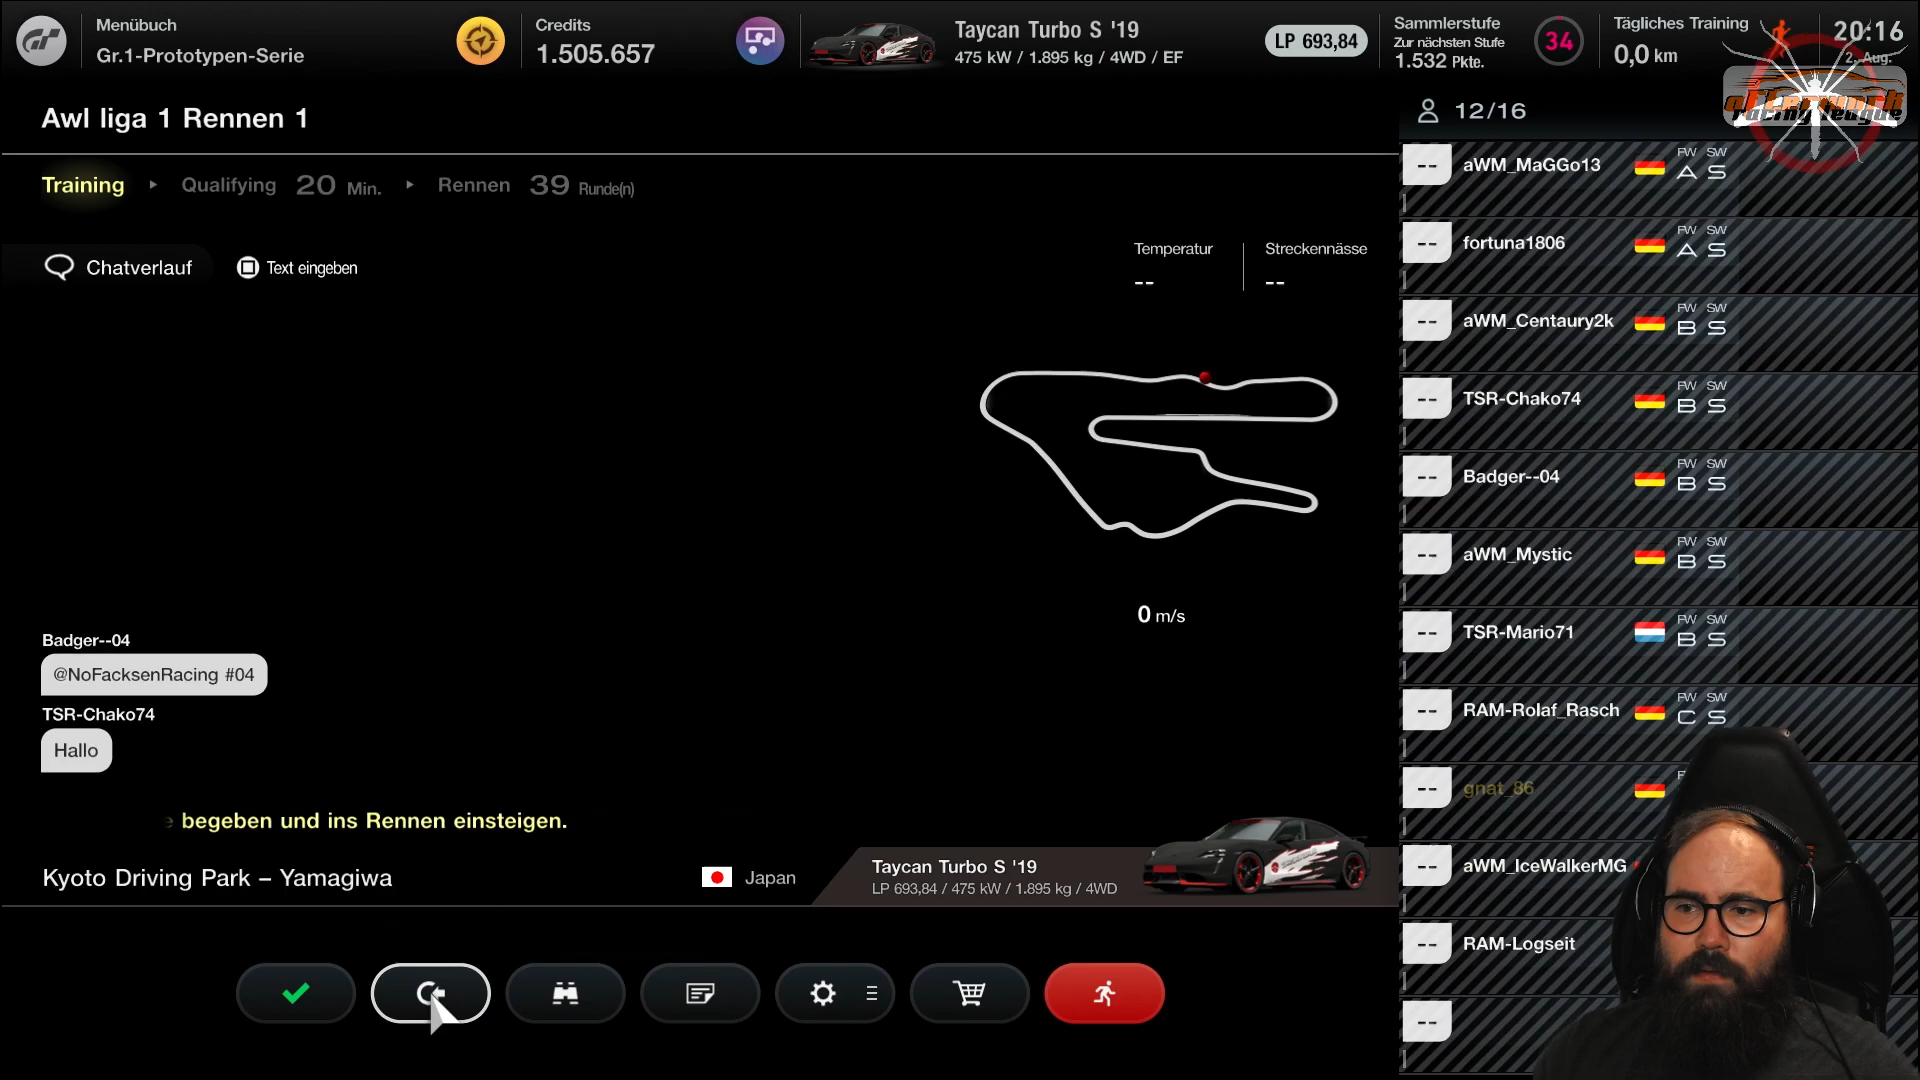 Menübuch
Gr.1-Prototypen-Serie
Credits
1.505.657
Taycan Turbo S '19
475 kW / 1.895 kg / 4WD / EF
LP 693,84
Sammlerstufe
Zur nächsten Stufe
1.532 Pkte.
34
Tägliches Training
0,0 km
20:16
2. Aug.
afterwork
racing league
Awl liga 1 Rennen 1
12/16
Training
Qualifying 20 Min.
Rennen 39 Runde(n)
Chatverlauf
Text eingeben
Temperatur
--
Streckennässe
--
0 m/s
Badger--04
@NoFacksenRacing #04
TSR-Chako74
Hallo
begeben und ins Rennen einsteigen.
Kyoto Driving Park – Yamagiwa
Japan
Taycan Turbo S '19
LP 693,84 / 475 kW / 1.895 kg / 4WD
-- aWM_MaGGo13 FW A SW S
-- fortuna1806 FW A SW S
-- aWM_Centaury2k FW B SW S
-- TSR-Chako74 FW B SW S
-- Badger--04 FW B SW S
-- aWM_Mystic FW B SW S
-- TSR-Mario71 FW B SW S
-- RAM-Rolaf_Rasch FW C SW S
-- gnat_86
-- aWM_IceWalkerMG
-- RAM-Logseit
--